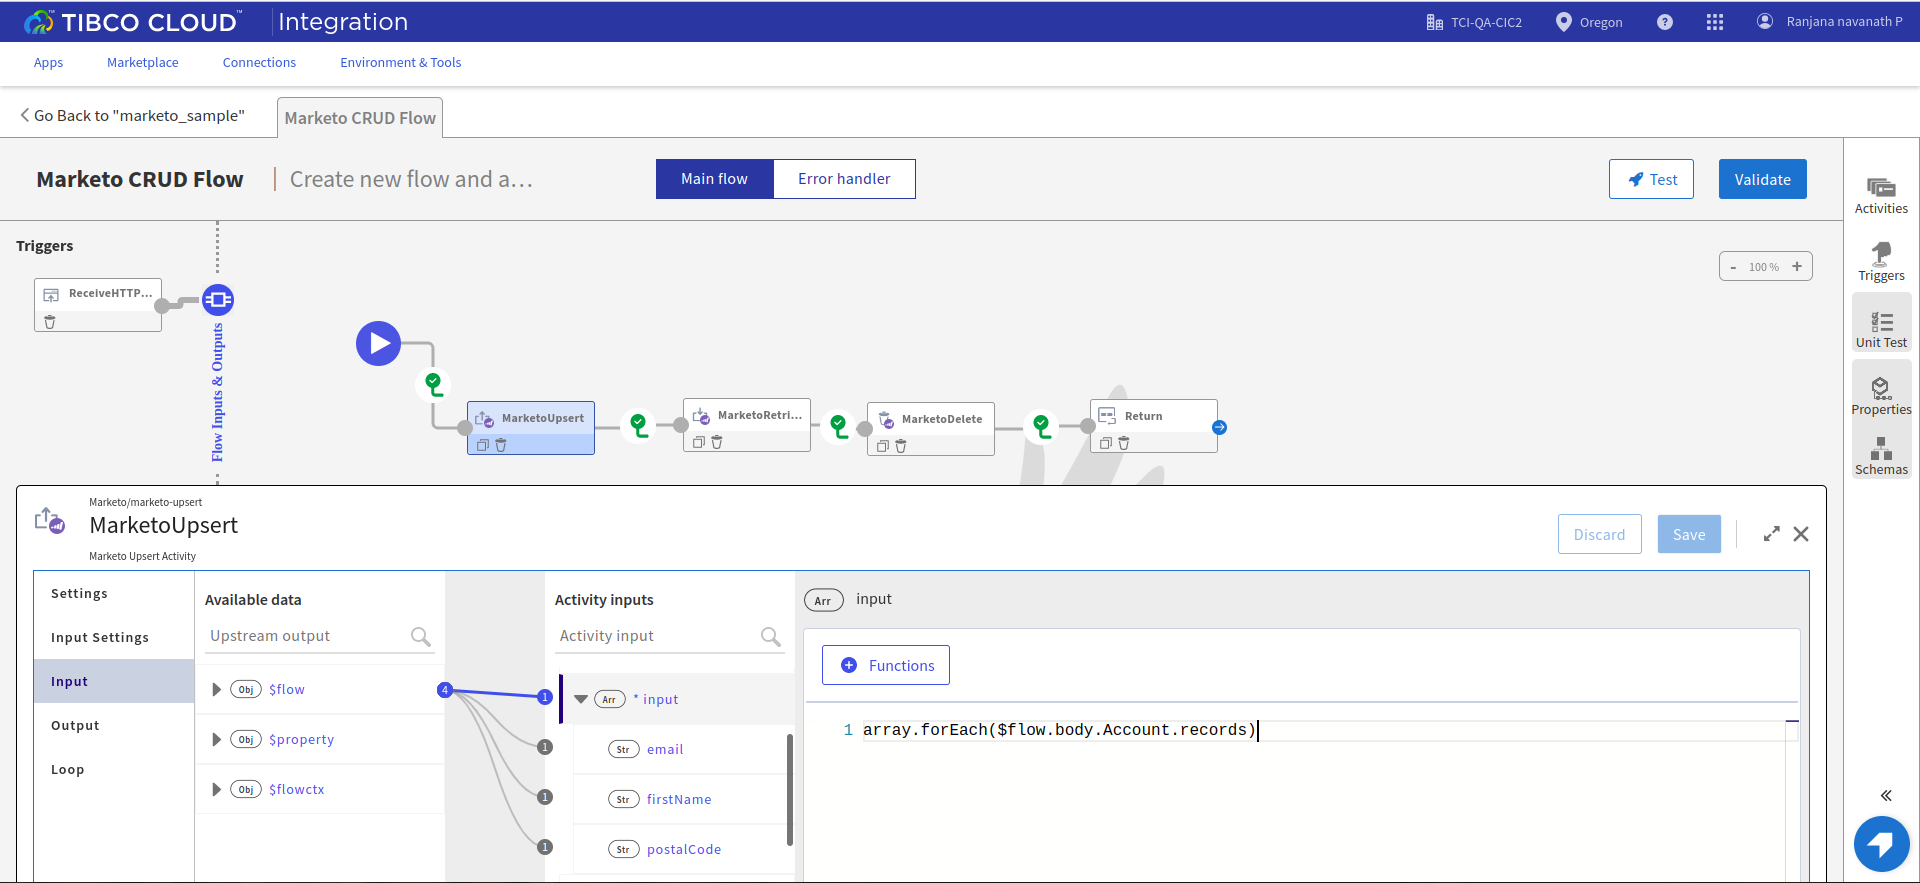 TIBCO CLOUD™ Integration
TCI-QA-CIC2 Oregon ? Ranjana navanath P
Apps Marketplace Connections Environment & Tools
Go Back to "marketo_sample" Marketo CRUD Flow
Marketo CRUD Flow Create new flow and a... Main flow Error handler Test Validate
Activities
Triggers
Unit Test
Properties
Schemas
Triggers
ReceiveHTTP...
Flow Inputs & Outputs
- 100 % +
MarketoUpsert MarketoRetri... MarketoDelete Return
Marketo/marketo-upsert
MarketoUpsert
Marketo Upsert Activity
Discard Save
Settings
Input Settings
Input
Output
Loop
Available data
Upstream output
Obj $flow
Obj $property
Obj $flowctx
4
1
1
1
1
Activity inputs
Activity input
Arr * input
Str email
Str firstName
Str postalCode
Arr input
Functions
1 array.forEach($flow.body.Account.records)